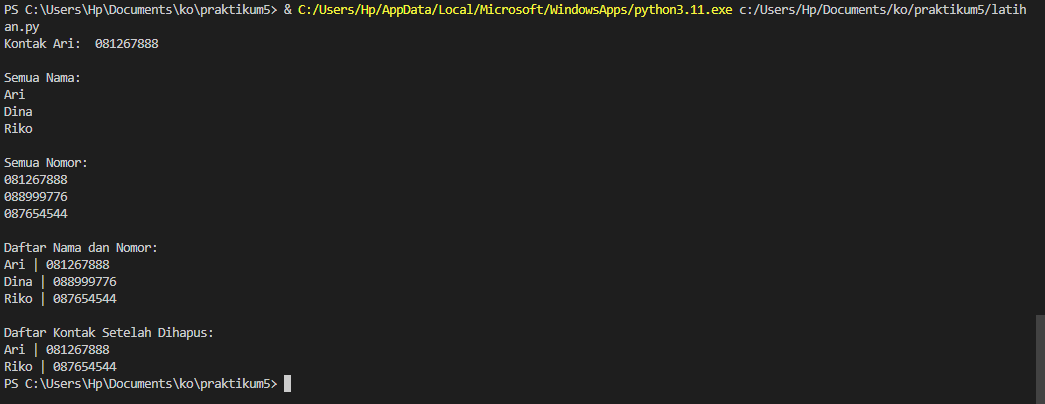 PS C:\Users\Hp\Documents\ko\praktikum5> & C:/Users/Hp/AppData/Local/Microsoft/WindowsApps/python3.11.exe c:/Users/Hp/Documents/ko/praktikum5/latih
an.py
Kontak Ari:  081267888

Semua Nama:
Ari
Dina
Riko

Semua Nomor:
081267888
088999776
087654544

Daftar Nama dan Nomor:
Ari | 081267888
Dina | 088999776
Riko | 087654544

Daftar Kontak Setelah Dihapus:
Ari | 081267888
Riko | 087654544
PS C:\Users\Hp\Documents\ko\praktikum5>